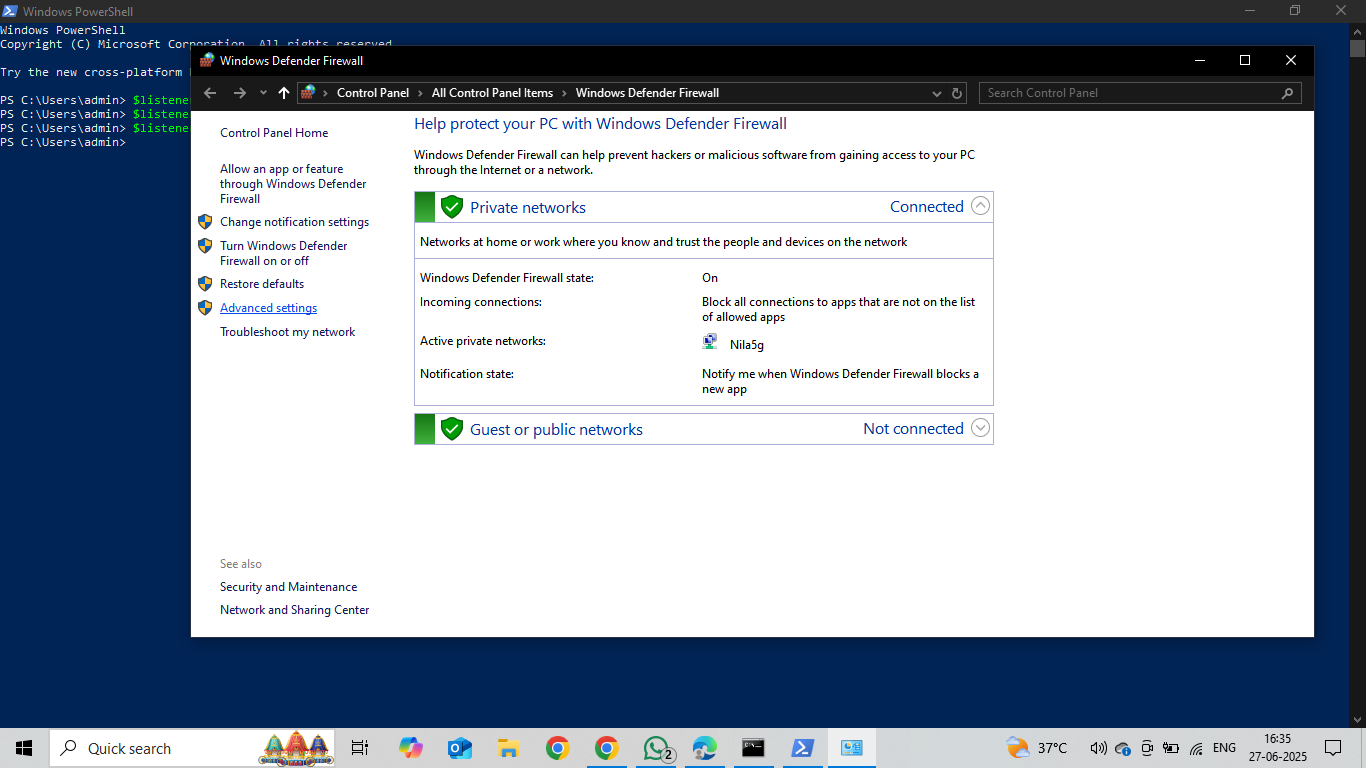 Windows PowerShell
Windows PowerShell
Copyright (C) Microsoft Corporation. All rights reserved.
Try the new cross-platform
PS C:\Users\admin> $listene
PS C:\Users\admin> $listene
PS C:\Users\admin> $listene
PS C:\Users\admin>
Windows Defender Firewall
Control Panel > All Control Panel Items > Windows Defender Firewall
Search Control Panel
Control Panel Home
Allow an app or feature
through Windows Defender
Firewall
Change notification settings
Turn Windows Defender
Firewall on or off
Restore defaults
Advanced settings
Troubleshoot my network
See also
Security and Maintenance
Network and Sharing Center
Help protect your PC with Windows Defender Firewall
Windows Defender Firewall can help prevent hackers or malicious software from gaining access to your PC
through the Internet or a network.
Private networks Connected
Networks at home or work where you know and trust the people and devices on the network
Windows Defender Firewall state: On
Incoming connections: Block all connections to apps that are not on the list
of allowed apps
Active private networks: Nila5g
Notification state: Notify me when Windows Defender Firewall blocks a
new app
Guest or public networks Not connected
Quick search
2
37°C
ENG
16:35
27-06-2025